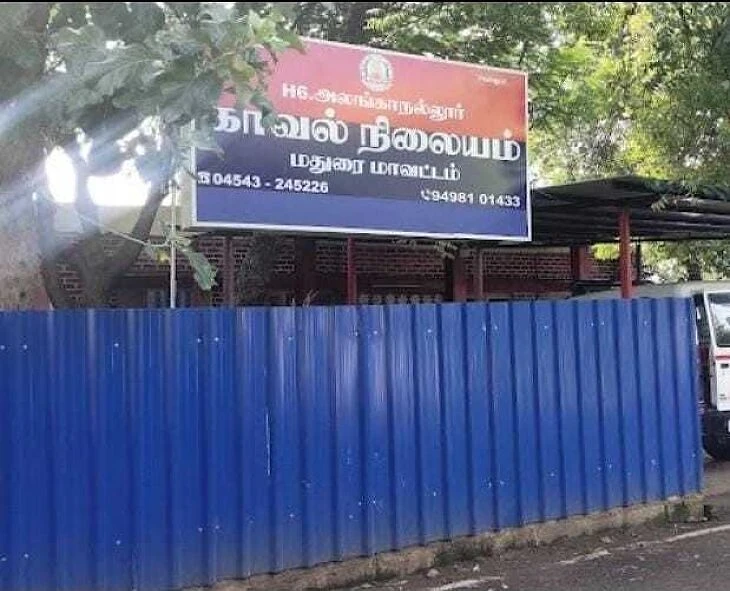 H6.அலங்காநல்லூர்
காவல் நிலையம்
மதுரை மாவட்டம்
☎04543 - 245226 ✆94981 01433